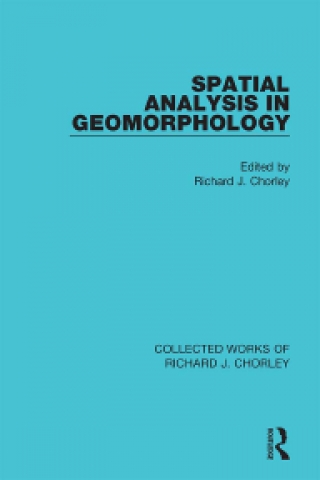 SPATIAL
ANALYSIS IN
GEOMORPHOLOGY
Edited by
Richard J. Chorley
COLLECTED WORKS OF
RICHARD J. CHORLEY
ROUTLEDGE